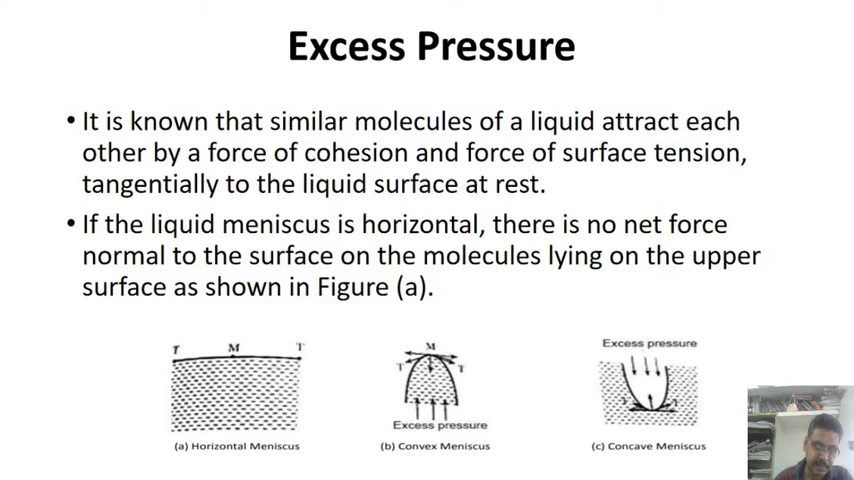 Excess Pressure
• It is known that similar molecules of a liquid attract each
other by a force of cohesion and force of surface tension,
tangentially to the liquid surface at rest.
• If the liquid meniscus is horizontal, there is no net force
normal to the surface on the molecules lying on the upper
surface as shown in Figure (a).
T M T
M
T T
Excess pressure
Excess pressure
(a) Horizontal Meniscus
(b) Convex Meniscus
(c) Concave Meniscus